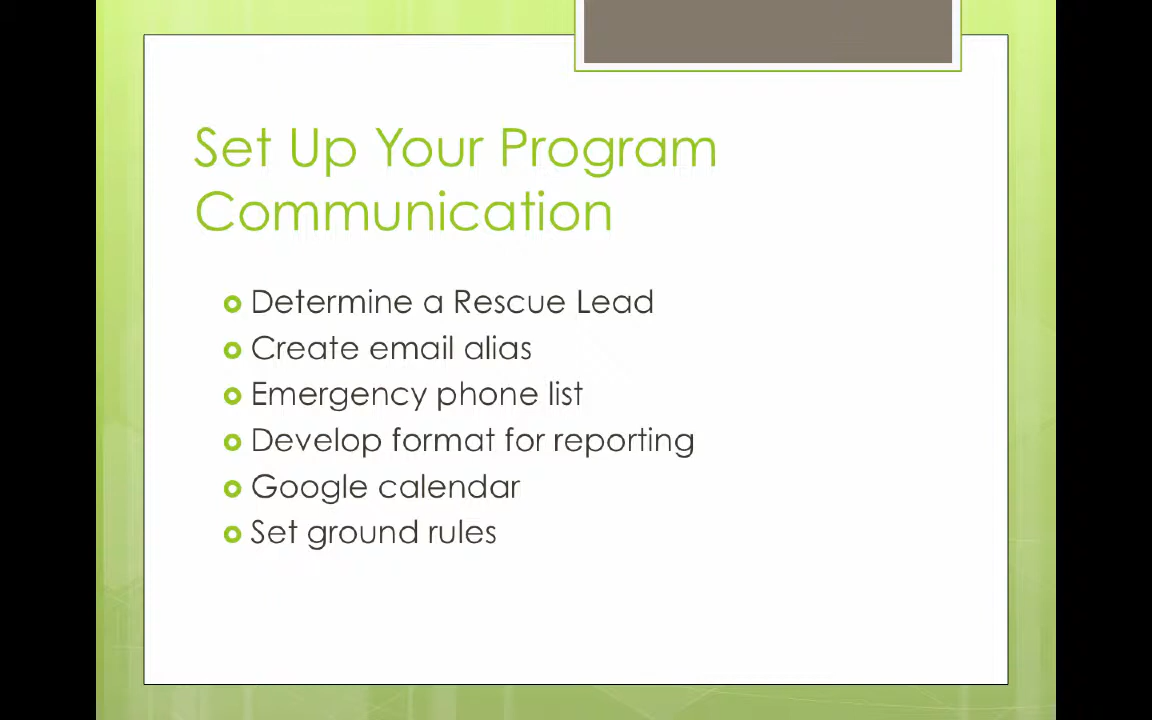 Set Up Your Program
Communication
Determine a Rescue Lead
Create email alias
Emergency phone list
Develop format for reporting
Google calendar
Set ground rules